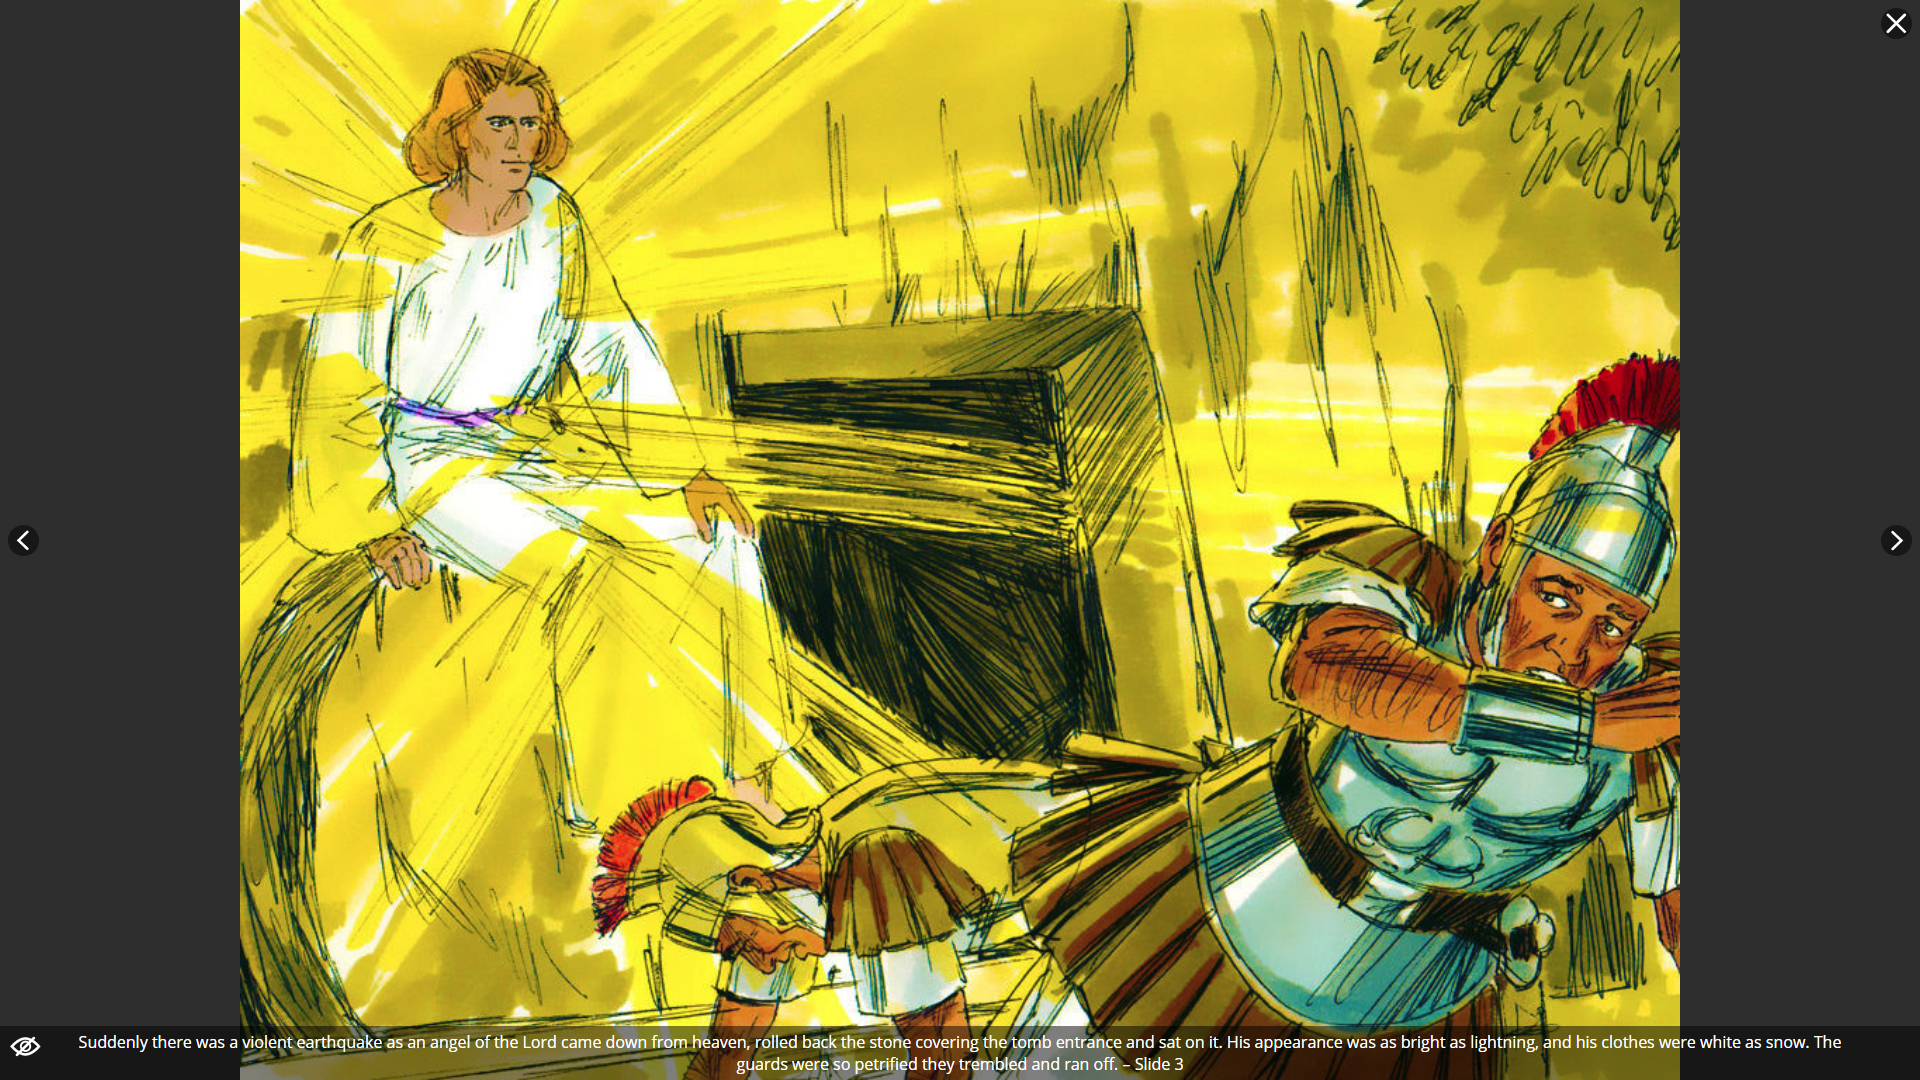 Suddenly there was a violent earthquake as an angel of the Lord came down from heaven, rolled back the stone covering the tomb entrance and sat on it. His appearance was as bright as lightning, and his clothes were white as snow. The
guards were so petrified they trembled and ran off. – Slide 3